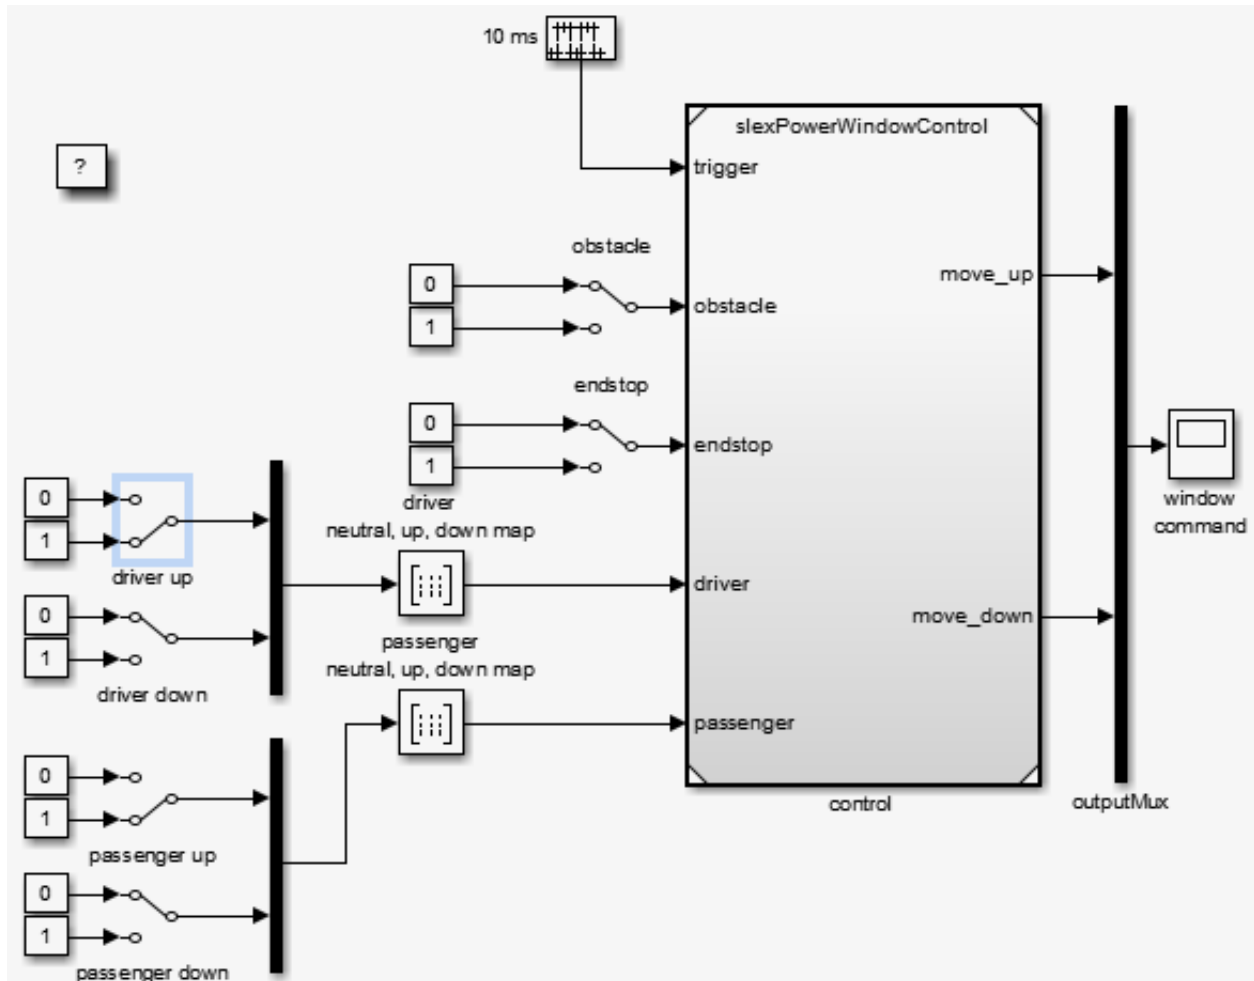 10 ms
slexPowerWindowControl
?
trigger
obstacle
0
1
obstacle
move_up
endstop
0
1
endstop
driver
neutral, up, down map
window
command
0
1
driver up
driver
0
1
driver down
move_down
passenger
neutral, up, down map
passenger
0
1
passenger up
control
outputMux
0
1
passenger down